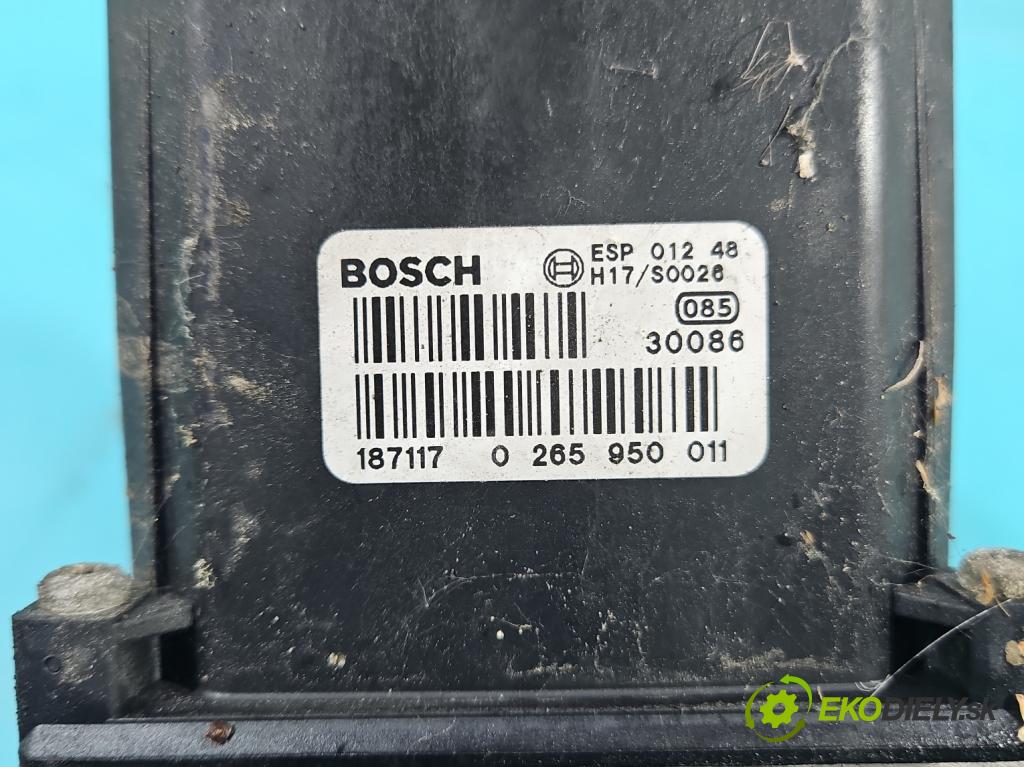 BOSCH
ESP 012 48
H17/S0026
085
30086
187117 0 265 950 011
EKODIELY.SK